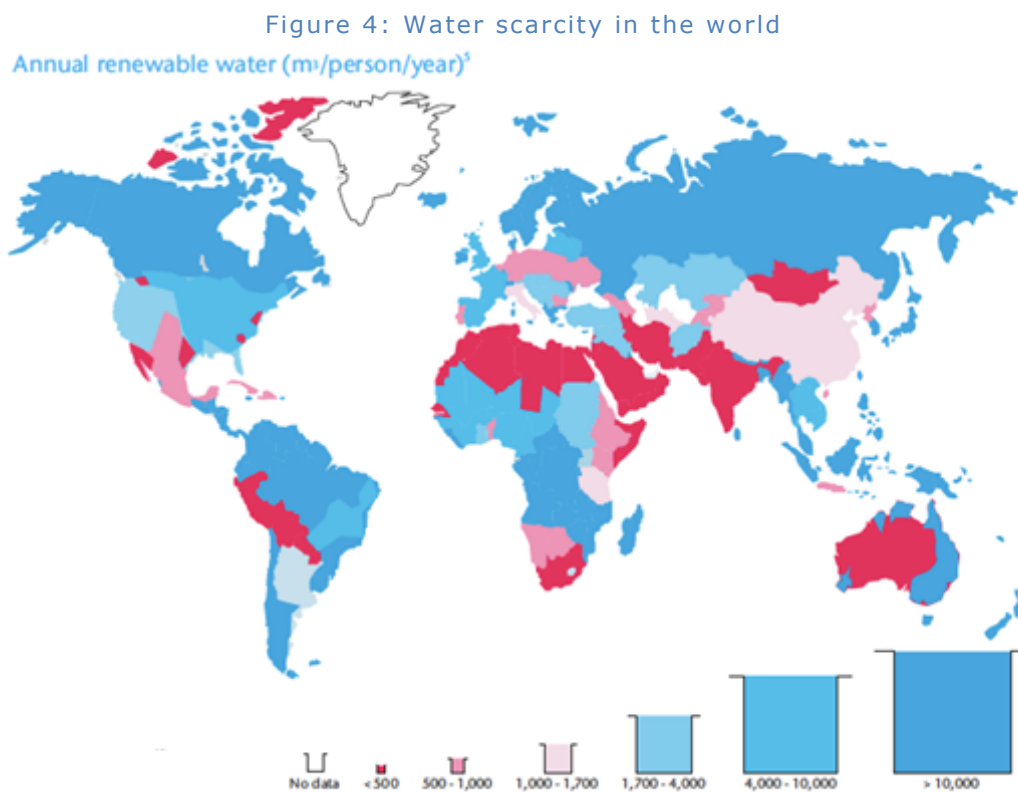 Figure 4: Water scarcity in the world
Annual renewable water (m³/person/year)⁵
No data
<500
500 - 1,000
1,000 - 1,700
1,700 - 4,000
4,000 - 10,000
> 10,000